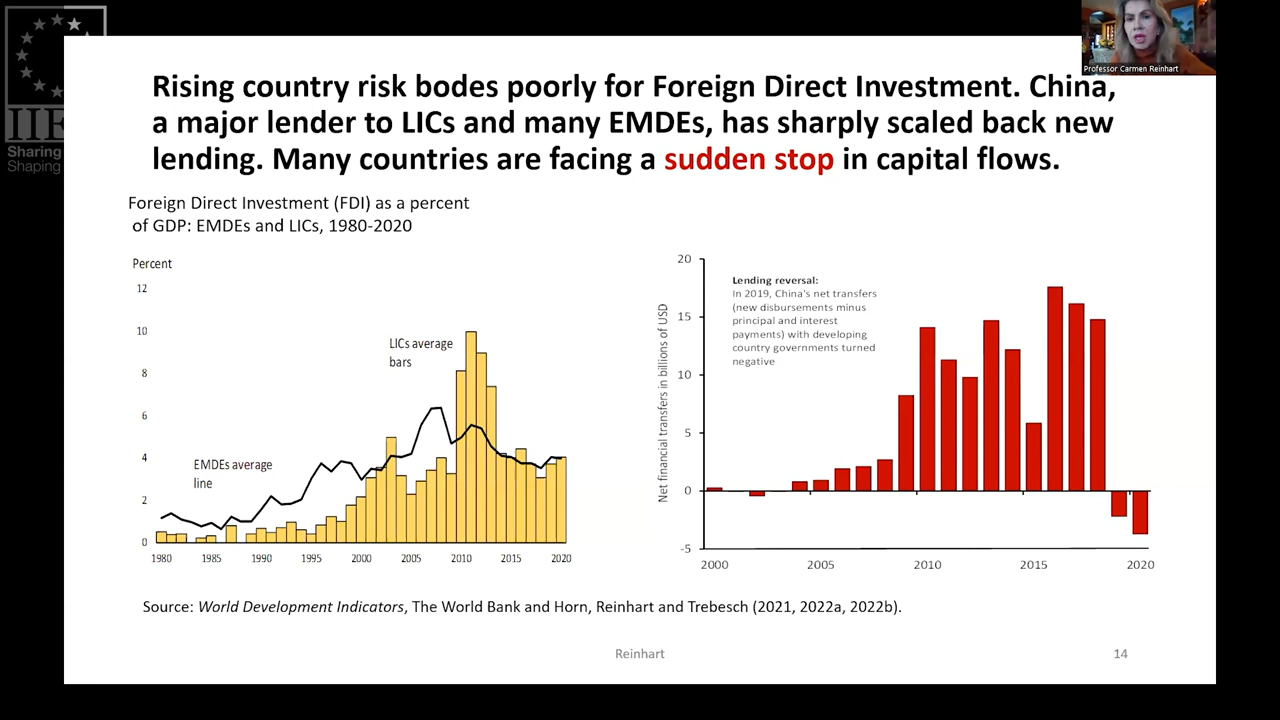 Professor Carmen Reinhart
IIE
Sharing
Shaping
Rising country risk bodes poorly for Foreign Direct Investment. China,
a major lender to LICs and many EMDEs, has sharply scaled back new
lending. Many countries are facing a sudden stop in capital flows.
Foreign Direct Investment (FDI) as a percent
of GDP: EMDEs and LICs, 1980-2020
Percent
12
10
8
6
4
2
0
LICs average
bars
EMDEs average
line
1980 1985 1990 1995 2000 2005 2010 2015 2020
Net financial transfers in billions of USD
20
15
10
5
0
-5
Lending reversal:
In 2019, China's net transfers
(new disbursements minus
principal and interest
payments) with developing
country governments turned
negative
2000 2005 2010 2015 2020
Source: World Development Indicators, The World Bank and Horn, Reinhart and Trebesch (2021, 2022a, 2022b).
Reinhart
14